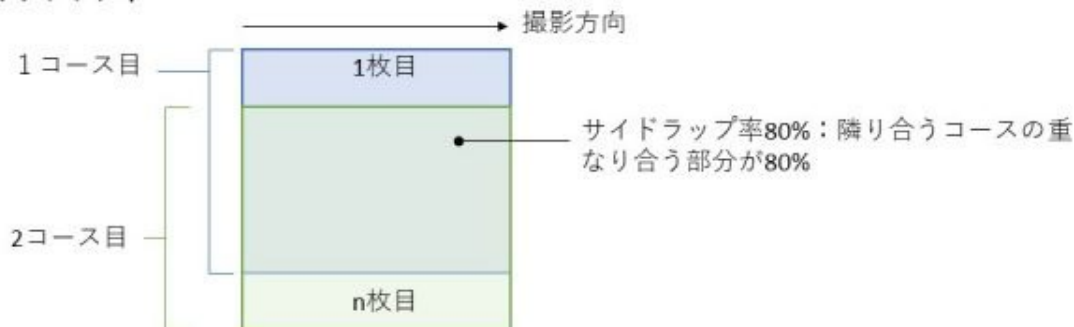 撮影方向
1コース目
1枚目
サイドラップ率80%：隣り合うコースの重
なり合う部分が80%
2コース目
n枚目